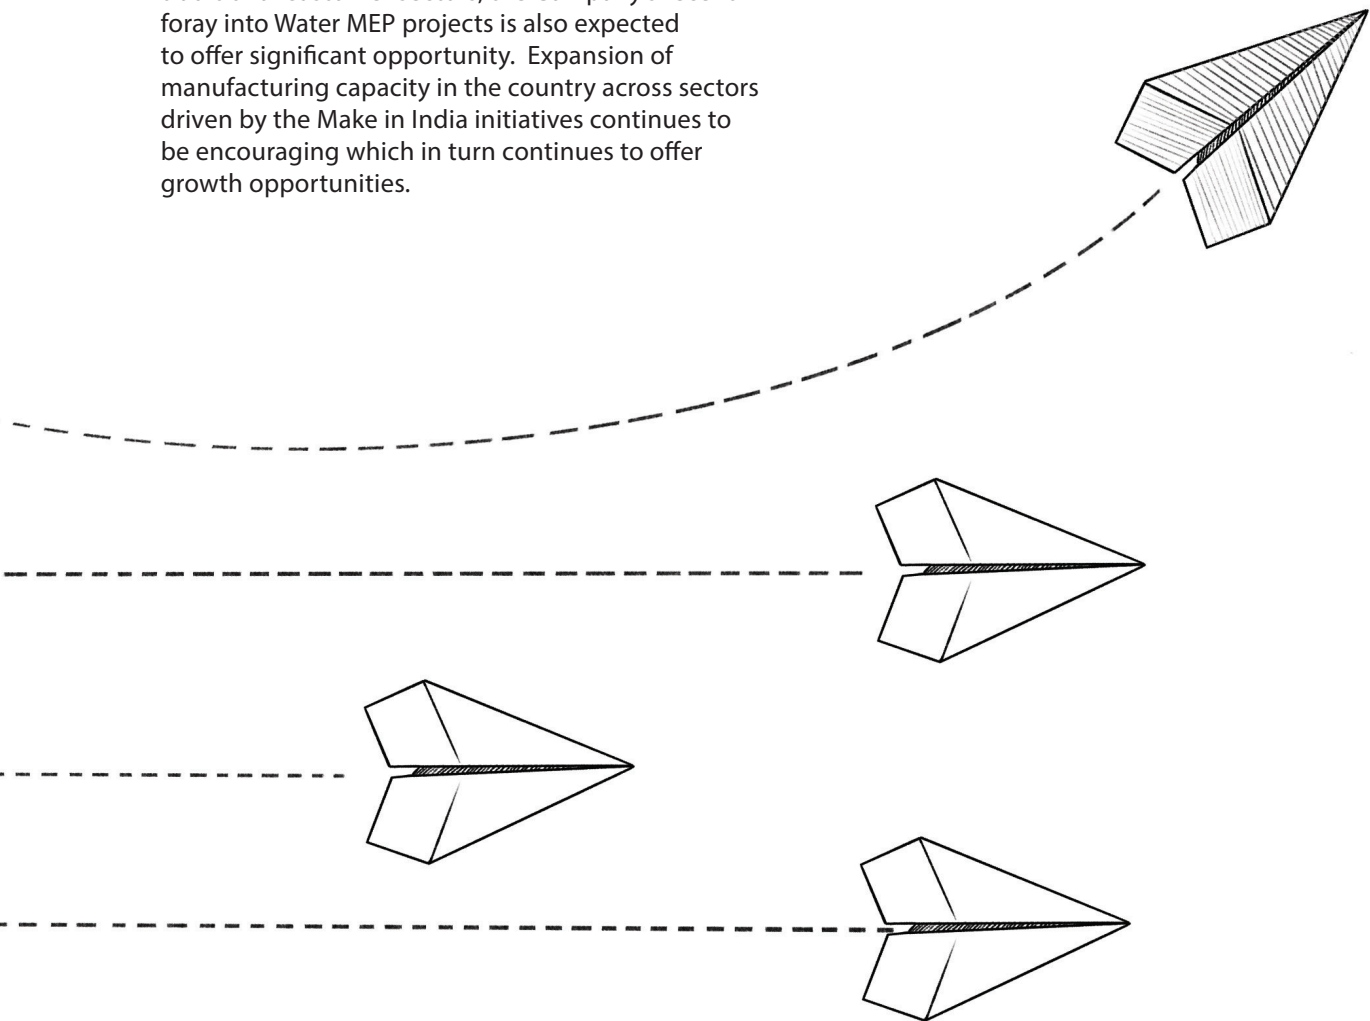 foray into Water MEP projects is also expected
to offer significant opportunity.  Expansion of
manufacturing capacity in the country across sectors
driven by the Make in India initiatives continues to
be encouraging which in turn continues to offer
growth opportunities.